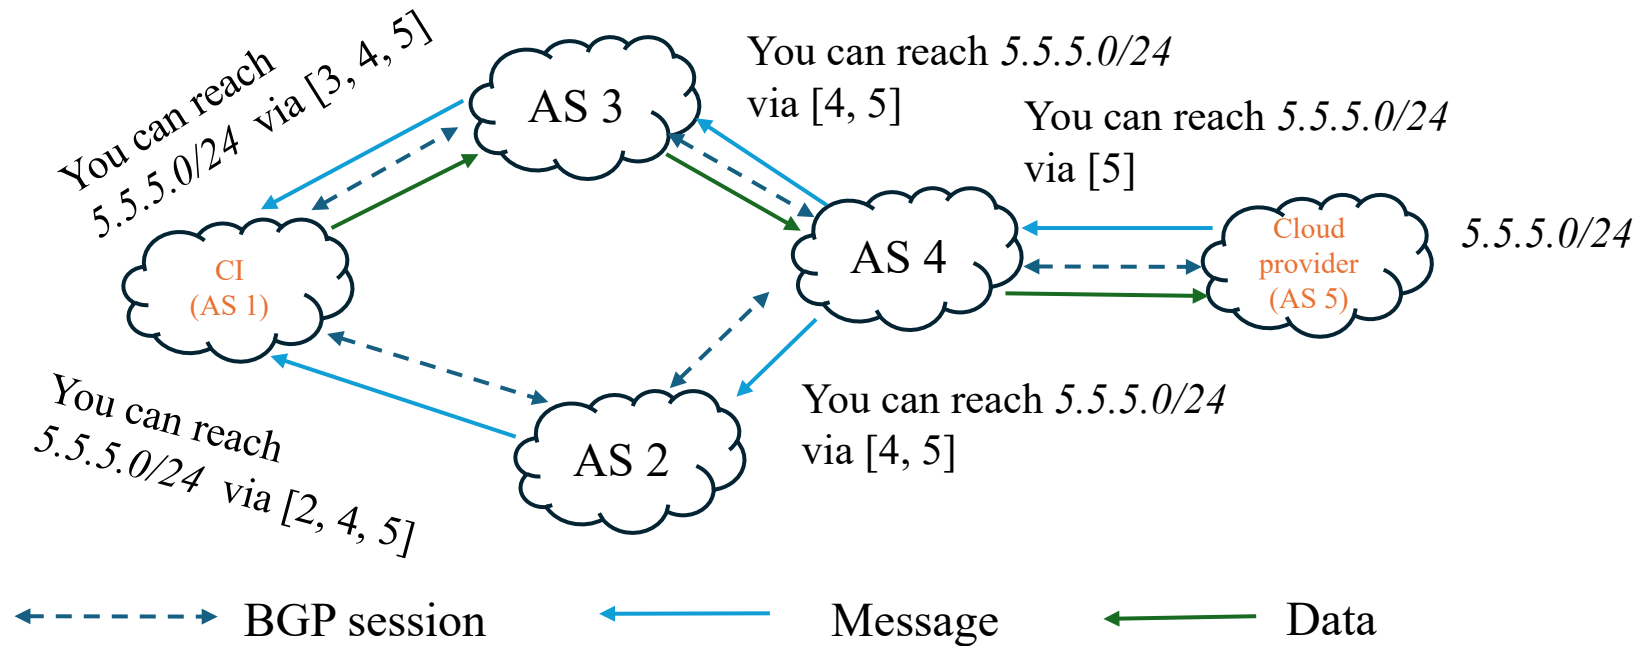 You can reach
5.5.5.0/24 via [3, 4, 5]
AS 3
You can reach 5.5.5.0/24
via [4, 5]
You can reach 5.5.5.0/24
via [5]
CI
(AS 1)
AS 4
Cloud
provider
(AS 5)
5.5.5.0/24
You can reach
5.5.5.0/24 via [2, 4, 5]
AS 2
You can reach 5.5.5.0/24
via [4, 5]
BGP session
Message
Data